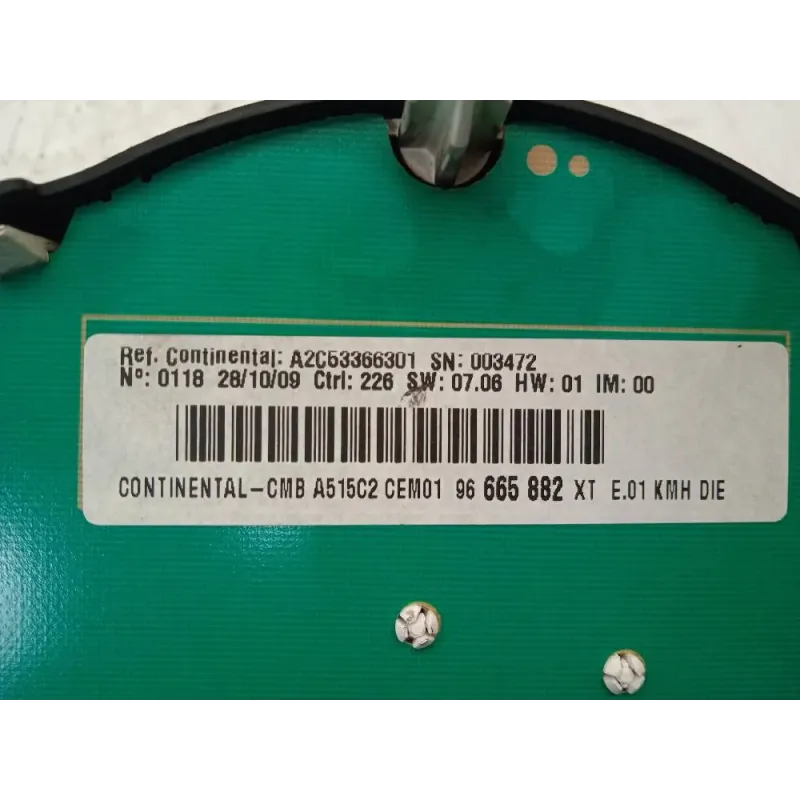 Ref. Continental: A2C53366301 SN: 003472
Nº: 0118 28/10/09 Ctrl: 226 SW: 07.06 HW: 01 IM: 00
CONTINENTAL-CMB A515C2 CEM01 96 665 882 XT E.01 KMH DIE